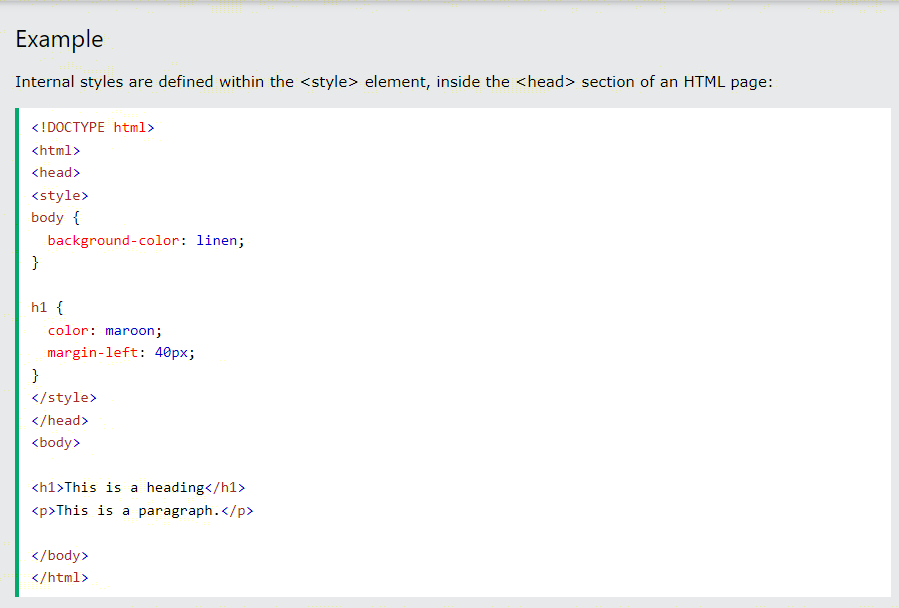 Example
Internal styles are defined within the <style> element, inside the <head> section of an HTML page:
<!DOCTYPE html>
<html>
<head>
<style>
body {
  background-color: linen;
}

h1 {
  color: maroon;
  margin-left: 40px;
}
</style>
</head>
<body>

<h1>This is a heading</h1>
<p>This is a paragraph.</p>

</body>
</html>